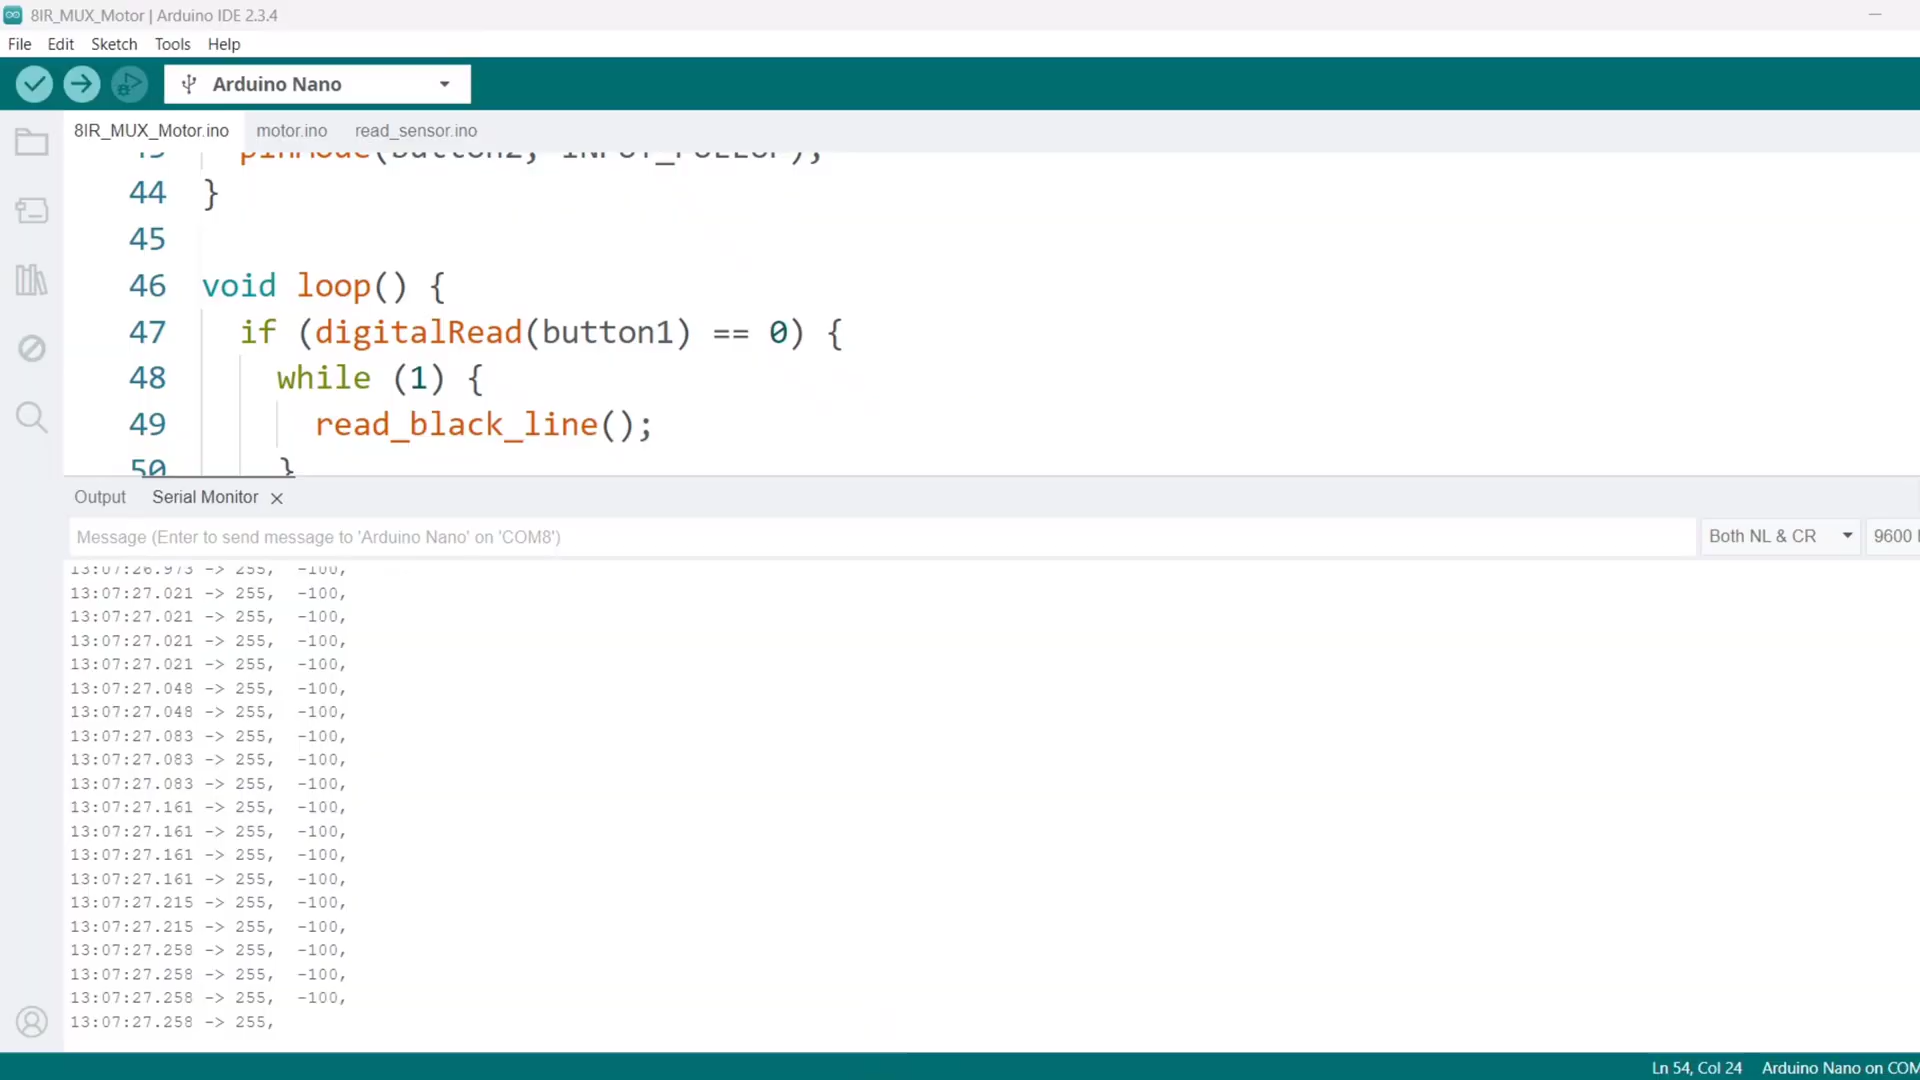 8IR_MUX_Motor | Arduino IDE 2.3.4
File Edit Sketch Tools Help
Arduino Nano
8IR_MUX_Motor.ino motor.ino read_sensor.ino
43 pinMode(button2, INPUT_PULLUP);
44 }
45
46 void loop() {
47 if (digitalRead(button1) == 0) {
48 while (1) {
49 read_black_line();
50 }
Output Serial Monitor
Message (Enter to send message to 'Arduino Nano' on 'COM8') Both NL & CR 9600
13:07:26.973 -> 255, -100,
13:07:27.021 -> 255, -100,
13:07:27.021 -> 255, -100,
13:07:27.021 -> 255, -100,
13:07:27.021 -> 255, -100,
13:07:27.048 -> 255, -100,
13:07:27.048 -> 255, -100,
13:07:27.083 -> 255, -100,
13:07:27.083 -> 255, -100,
13:07:27.083 -> 255, -100,
13:07:27.161 -> 255, -100,
13:07:27.161 -> 255, -100,
13:07:27.161 -> 255, -100,
13:07:27.161 -> 255, -100,
13:07:27.215 -> 255, -100,
13:07:27.215 -> 255, -100,
13:07:27.258 -> 255, -100,
13:07:27.258 -> 255, -100,
13:07:27.258 -> 255, -100,
13:07:27.258 -> 255,
Ln 54, Col 24 Arduino Nano on COM